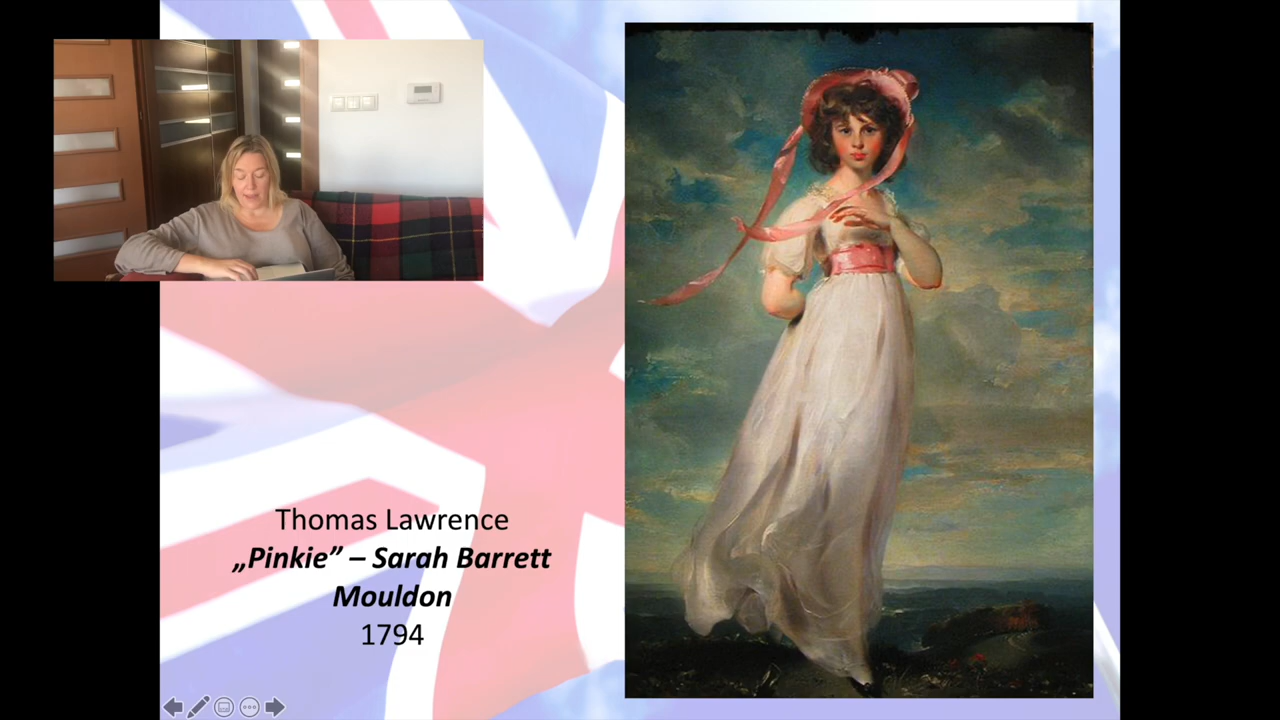 Thomas Lawrence
„Pinkie” – Sarah Barrett
Mouldon
1794